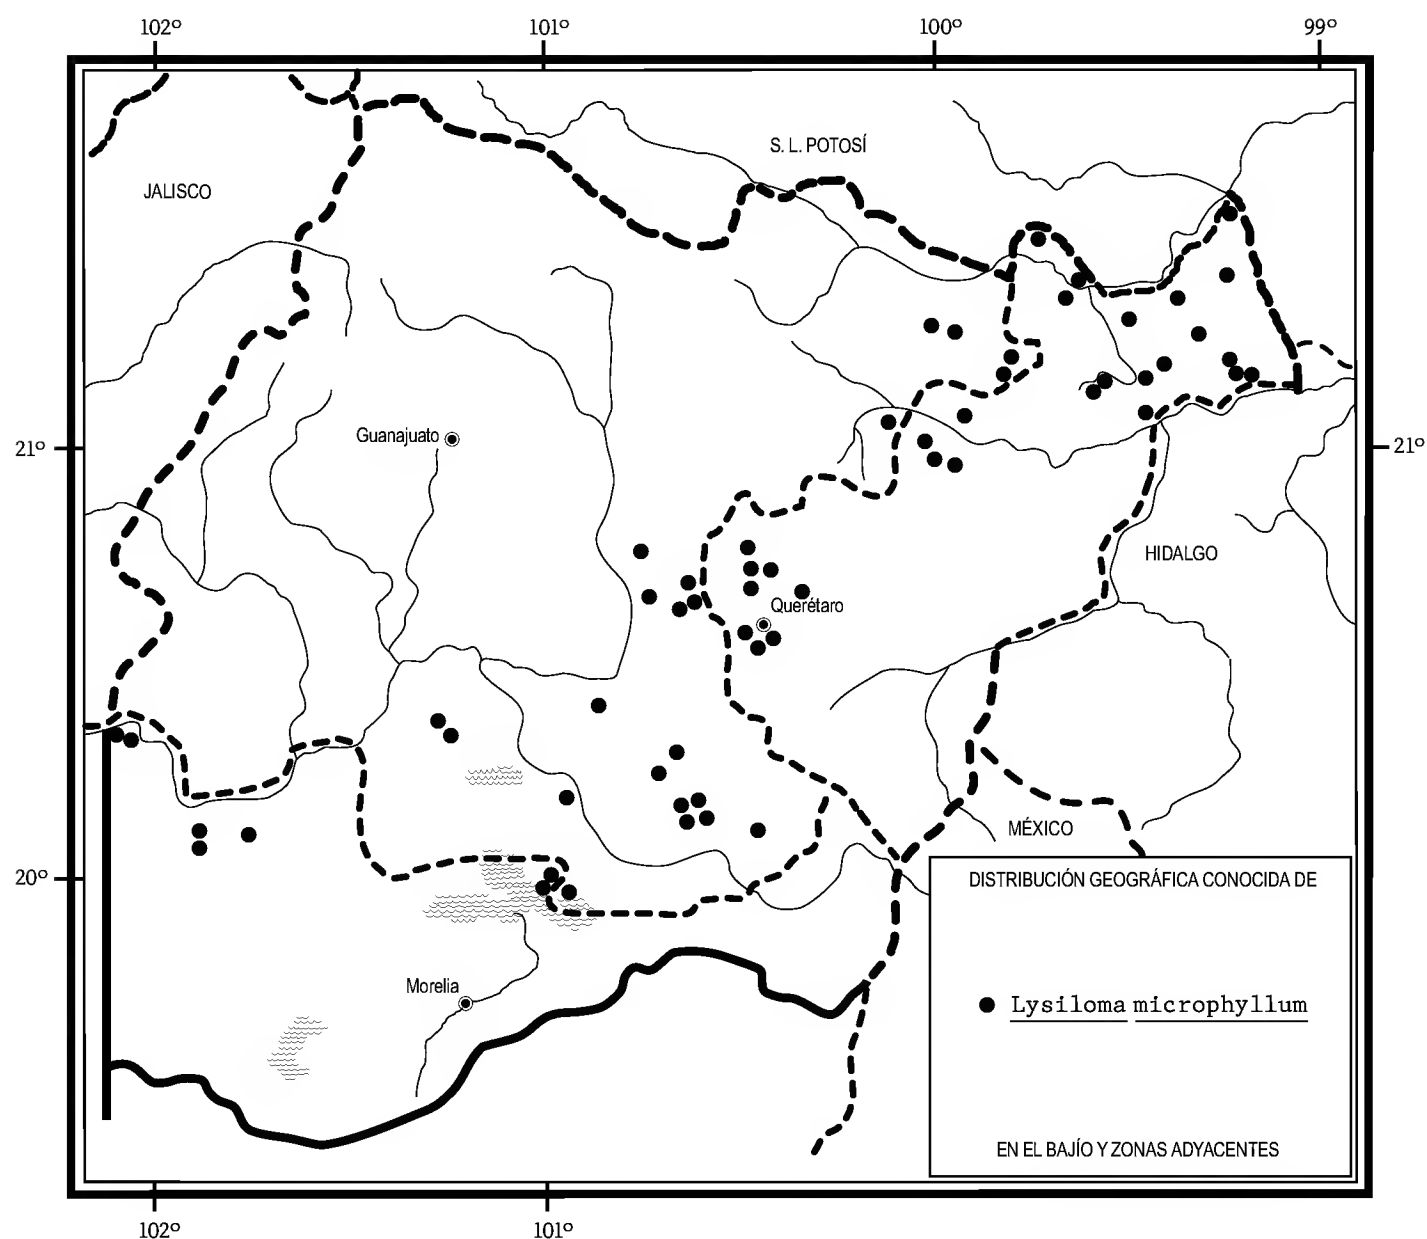 102º 101º 100º 99º
S. L. POTOSÍ
JALISCO
Guanajuato
21º
21º
HIDALGO
Querétaro
MÉXICO
20º
DISTRIBUCIÓN GEOGRÁFICA CONOCIDA DE
Morelia
Lysiloma microphyllum
EN EL BAJÍO Y ZONAS ADYACENTES
102º 101º